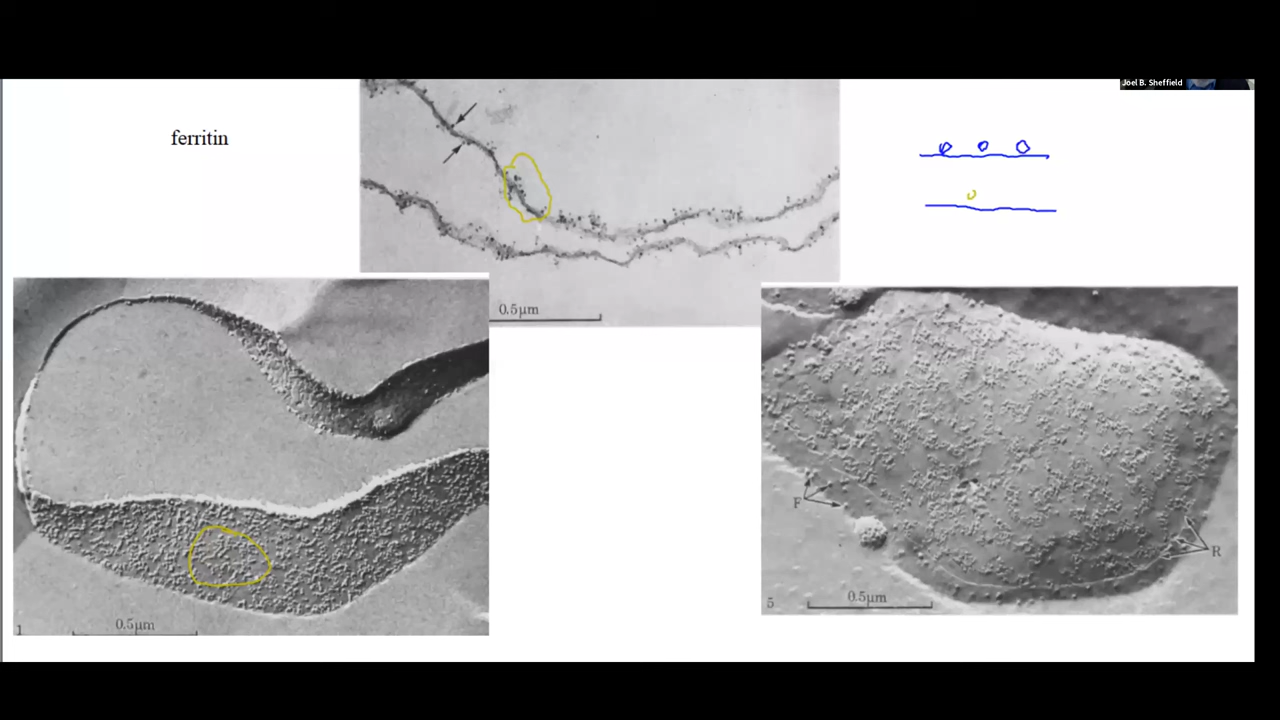 Joel B. Sheffield
ferritin
0.5μm
0.5μm
1
F
R
5
0.5μm